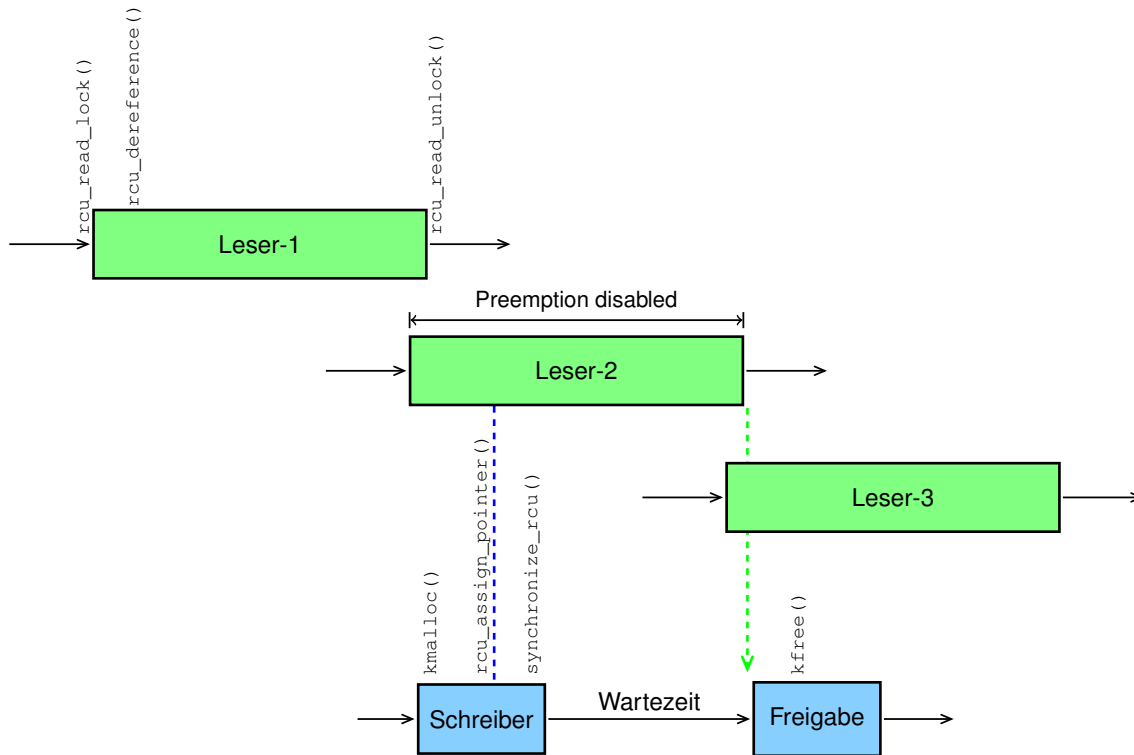 rcu_read_lock()
rcu_dereference()
rcu_read_unlock()
Leser-1
Preemption disabled
Leser-2
rcu_assign_pointer()
synchronize_rcu()
Leser-3
kmalloc()
kfree()
Schreiber
Wartezeit
Freigabe